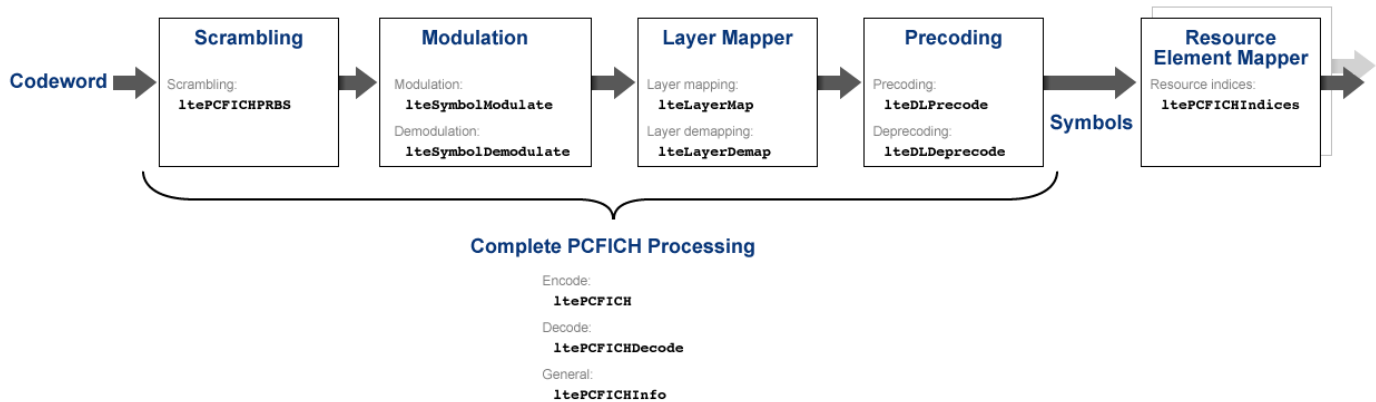 Codeword
Scrambling
Scrambling:
ltePCFICHPRBS
Modulation
Modulation:
lteSymbolModulate
Demodulation:
lteSymbolDemodulate
Layer Mapper
Layer mapping:
lteLayerMap
Layer demapping:
lteLayerDemap
Precoding
Precoding:
lteDLPrecode
Deprecoding:
lteDLDeprecode
Symbols
Resource
Element Mapper
Resource indices:
ltePCFICHIndices
Complete PCFICH Processing
Encode:
ltePCFICH
Decode:
ltePCFICHDecode
General:
ltePCFICHInfo